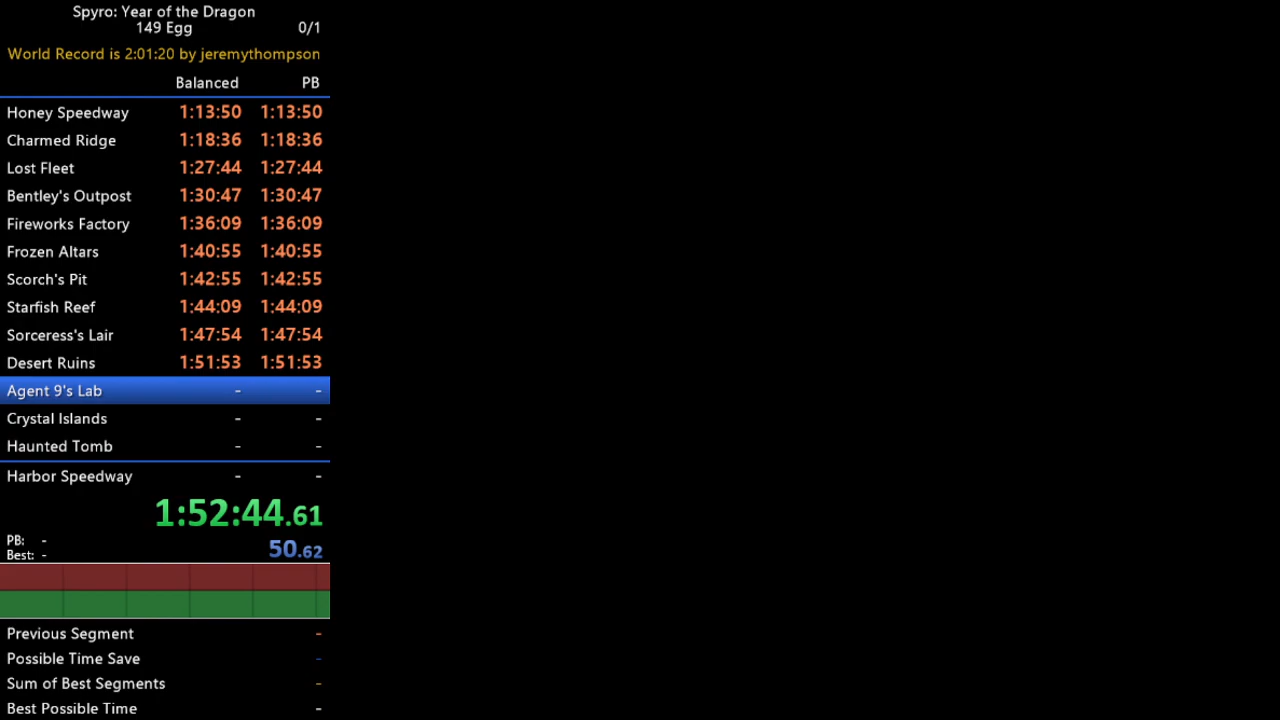 Spyro: Year of the Dragon
149 Egg 0/1
World Record is 2:01:20 by jeremythompson
Balanced PB
Honey Speedway 1:13:50 1:13:50
Charmed Ridge 1:18:36 1:18:36
Lost Fleet 1:27:44 1:27:44
Bentley's Outpost 1:30:47 1:30:47
Fireworks Factory 1:36:09 1:36:09
Frozen Altars 1:40:55 1:40:55
Scorch's Pit 1:42:55 1:42:55
Starfish Reef 1:44:09 1:44:09
Sorceress's Lair 1:47:54 1:47:54
Desert Ruins 1:51:53 1:51:53
Agent 9's Lab - -
Crystal Islands - -
Haunted Tomb - -
Harbor Speedway - -
1:52:44.61
PB: -
Best: - 50.62
Previous Segment -
Possible Time Save -
Sum of Best Segments -
Best Possible Time -